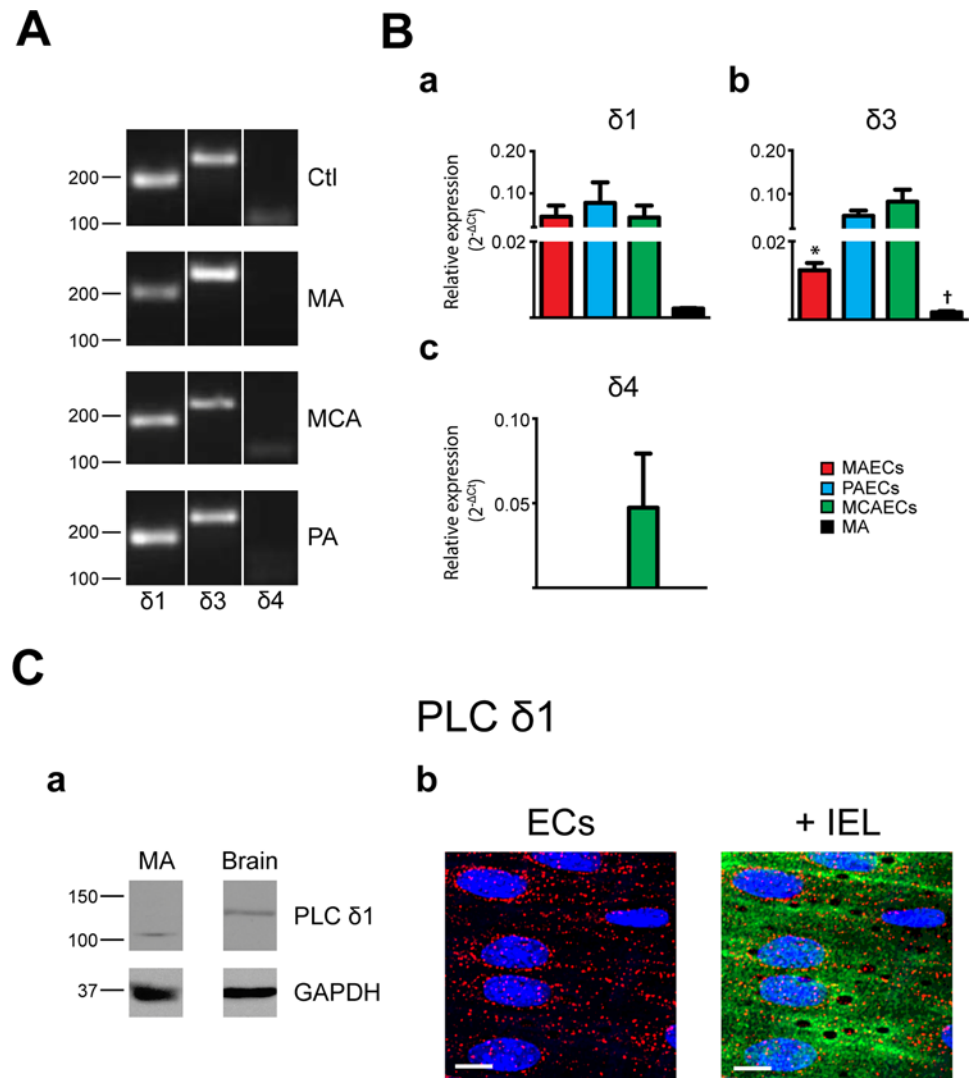 A
200
100
Ctl
200
100
MA
200
100
MCA
200
100
PA
δ1 δ3 δ4
B
a
δ1
Relative expression
(2-ΔCt)
0.20
0.10
0.02
b
δ3
0.20
0.10
0.02
*
†
c
δ4
Relative expression
(2-ΔCt)
0.10
0.05
MAECs
PAECs
MCAECs
MA
C
PLC δ1
a
MA Brain
150
100
PLC δ1
37
GAPDH
b
ECs + IEL